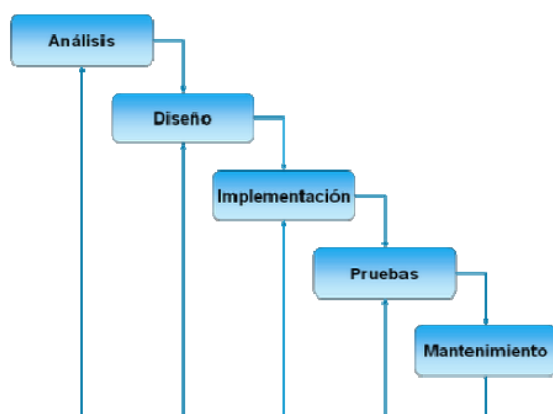 Análisis
Diseño
Implementación
Pruebas
Mantenimiento